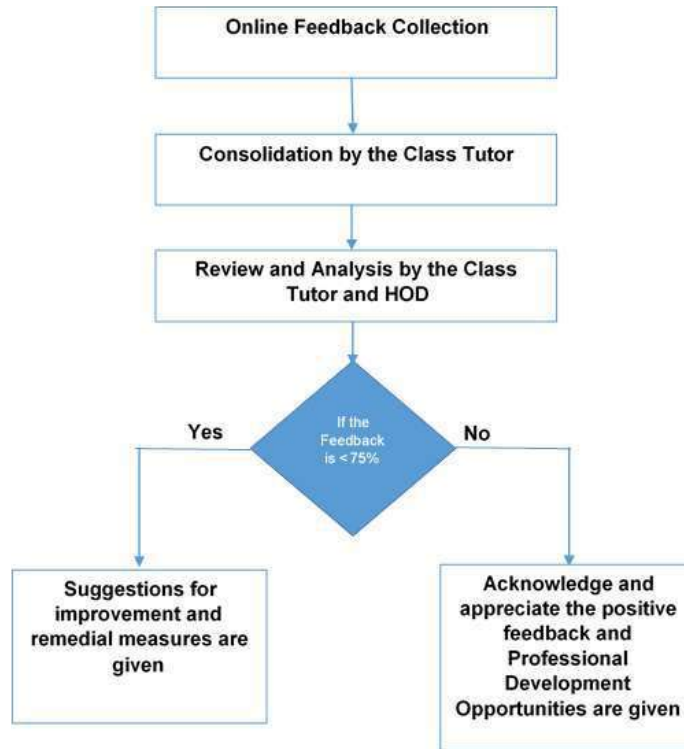 Online Feedback Collection
Consolidation by the Class Tutor
Review and Analysis by the Class
Tutor and HOD
If the
Feedback
is <75%
Yes
No
Suggestions for
improvement and
remedial measures are
given
Acknowledge and
appreciate the positive
feedback and
Professional
Development
Opportunities are given